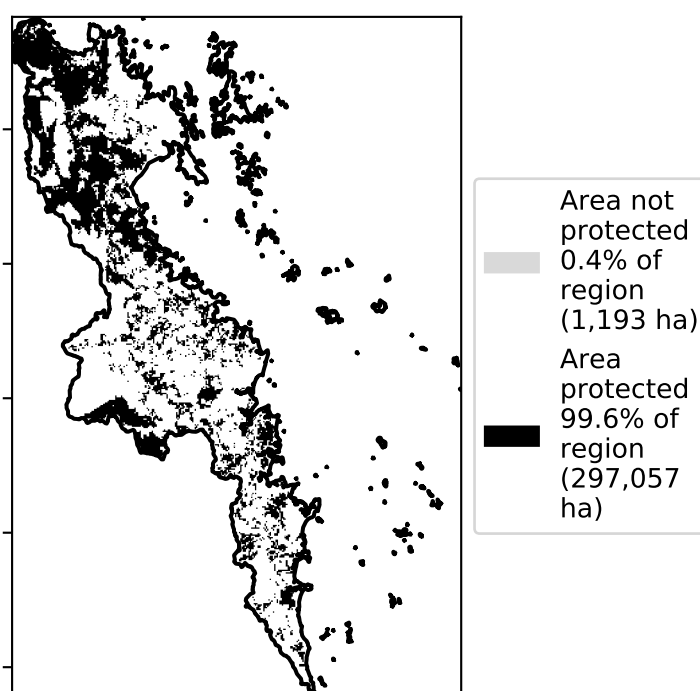 Area not
protected
0.4% of
region
(1,193 ha)
Area
protected
99.6% of
region
(297,057
ha)